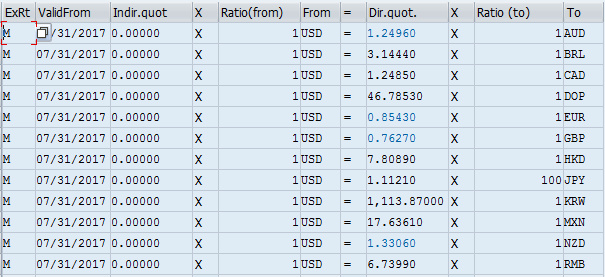 ExRt ValidFrom Indir.quot X Ratio(from) From = Dir.quot. X Ratio (to) To
M /31/2017 0.00000 X 1 USD = 1.24960 X 1 AUD
M 07/31/2017 0.00000 X 1 USD = 3.14440 X 1 BRL
M 07/31/2017 0.00000 X 1 USD = 1.24850 X 1 CAD
M 07/31/2017 0.00000 X 1 USD = 46.78530 X 1 DOP
M 07/31/2017 0.00000 X 1 USD = 0.85430 X 1 EUR
M 07/31/2017 0.00000 X 1 USD = 0.76270 X 1 GBP
M 07/31/2017 0.00000 X 1 USD = 7.80890 X 1 HKD
M 07/31/2017 0.00000 X 1 USD = 1.11210 X 100 JPY
M 07/31/2017 0.00000 X 1 USD = 1,113.87000 X 1 KRW
M 07/31/2017 0.00000 X 1 USD = 17.63610 X 1 MXN
M 07/31/2017 0.00000 X 1 USD = 1.33060 X 1 NZD
M 07/31/2017 0.00000 X 1 USD = 6.73990 X 1 RMB